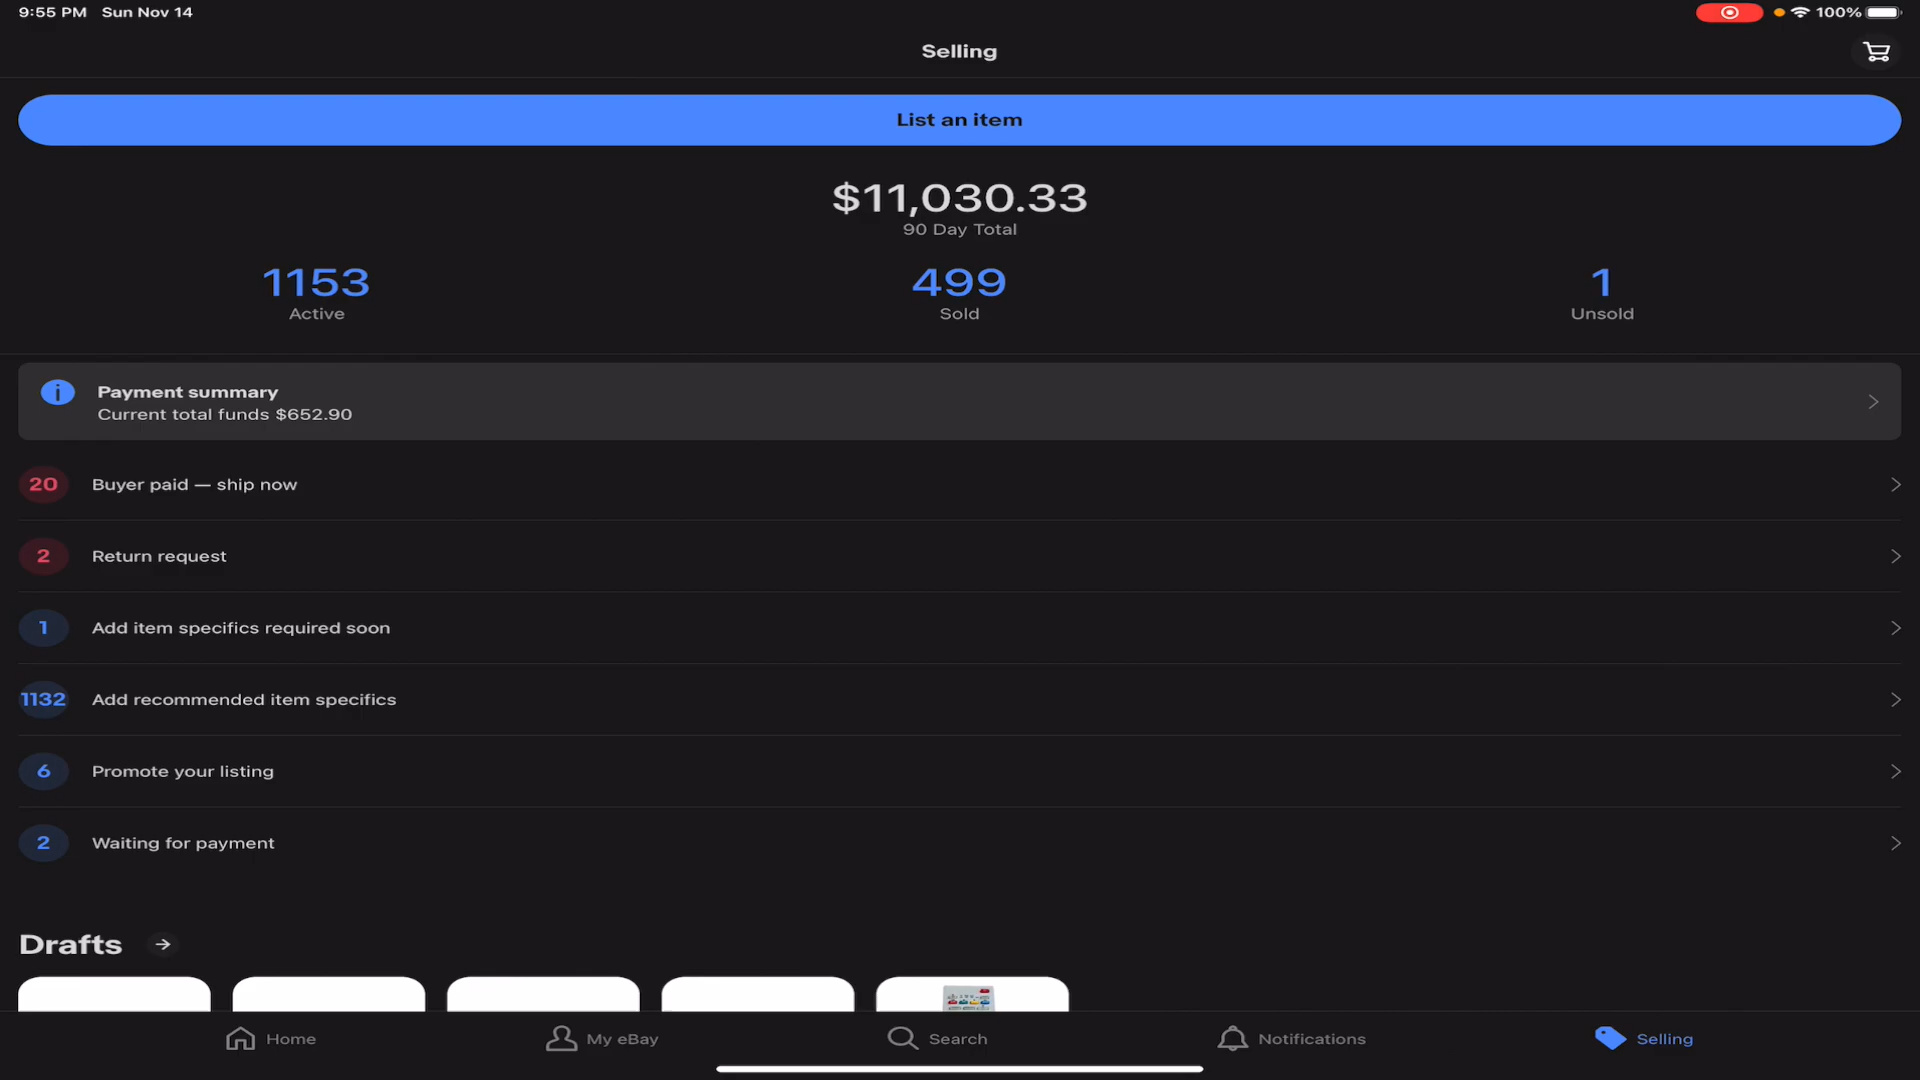 9:55 PM Sun Nov 14
100%
Selling
List an item
$11,030.33
90 Day Total
1153
Active
499
Sold
1
Unsold
Payment summary
Current total funds $652.90
20 Buyer paid — ship now
2 Return request
1 Add item specifics required soon
1132 Add recommended item specifics
6 Promote your listing
2 Waiting for payment
Drafts
Home
My eBay
Search
Notifications
Selling